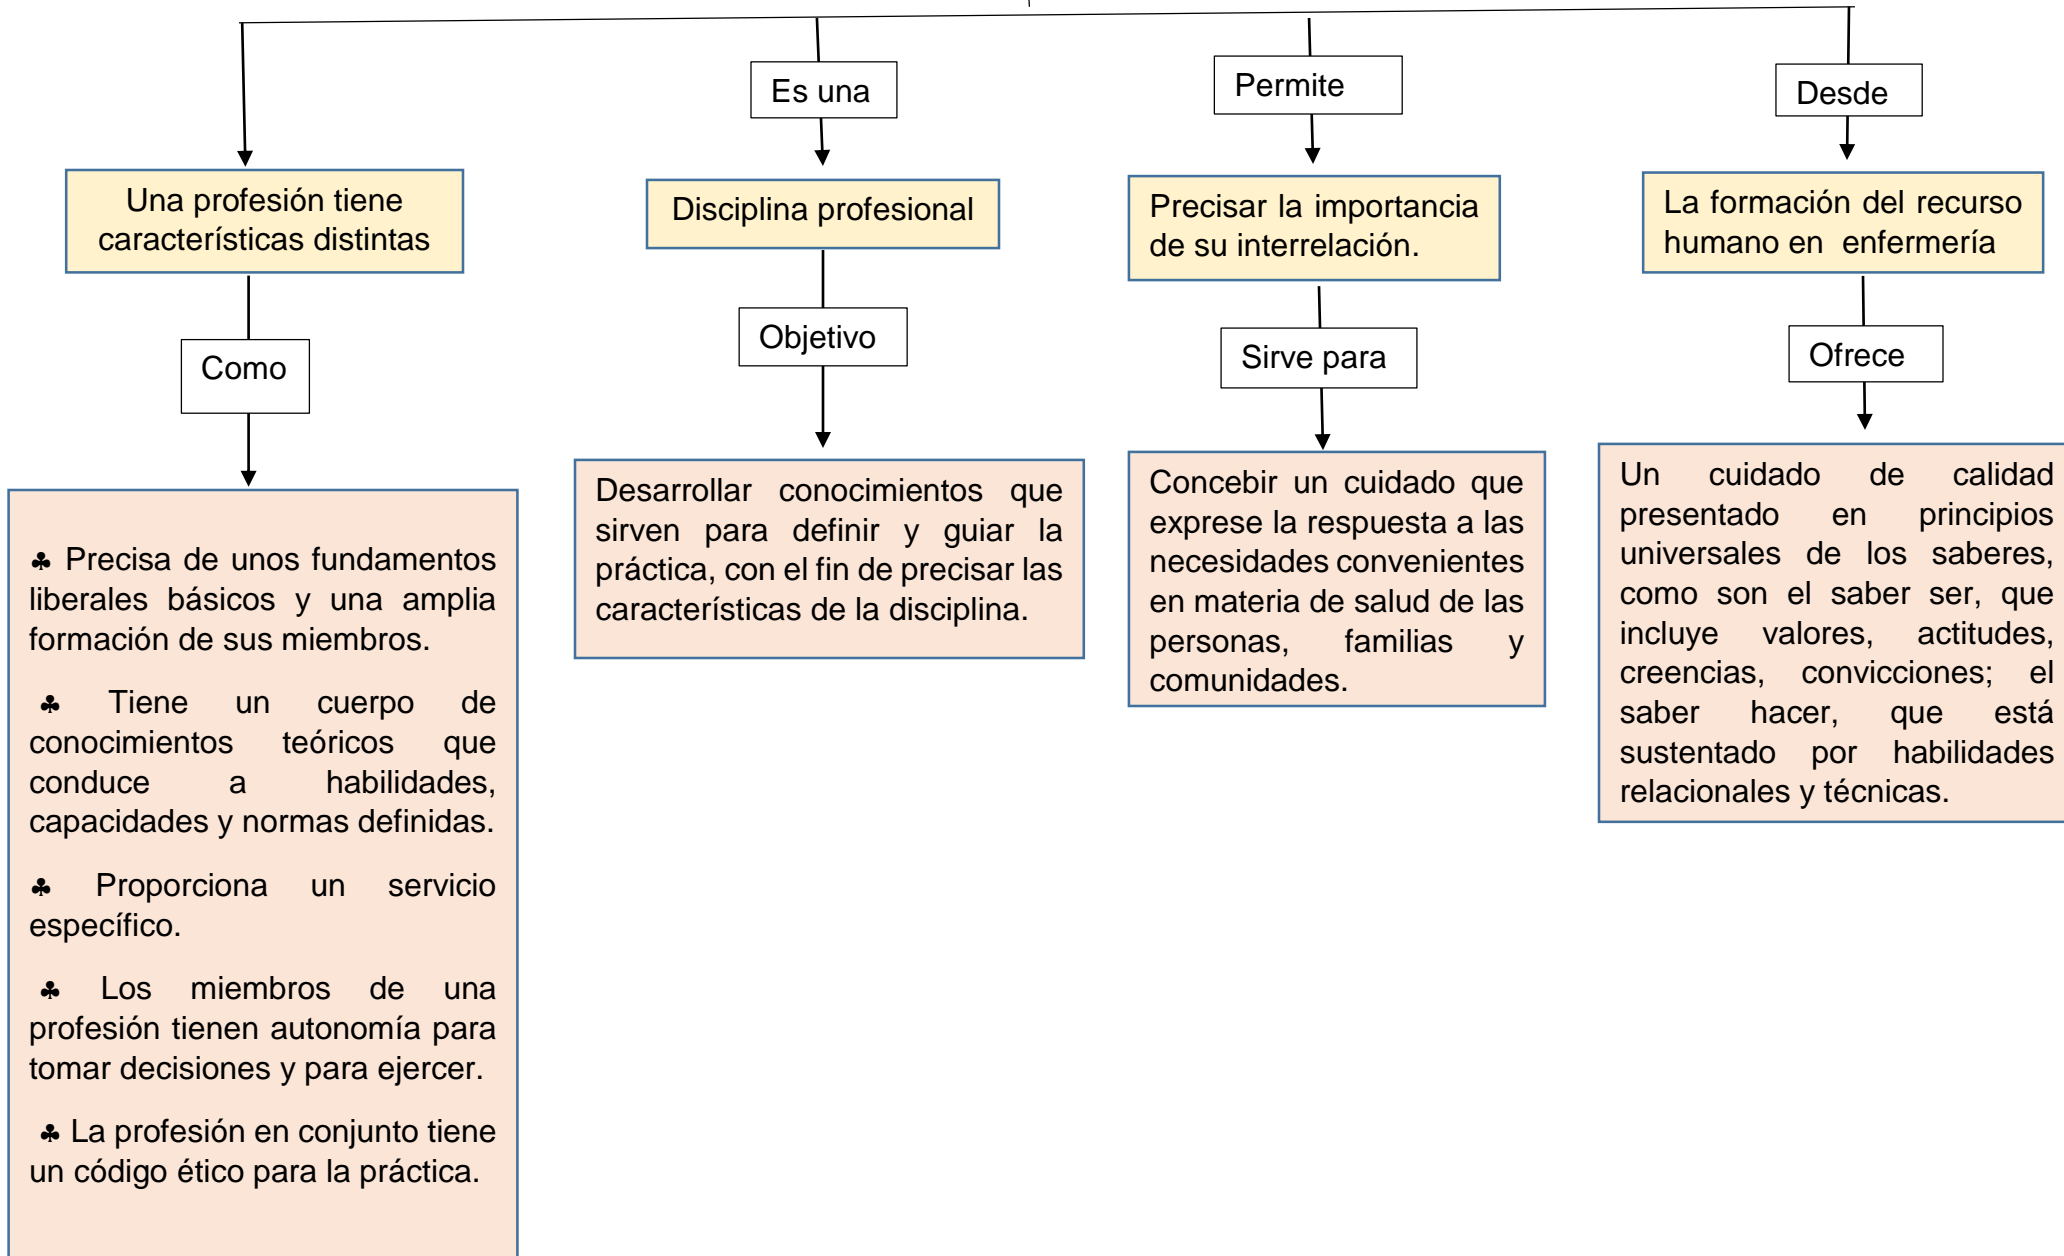 Es una
Permite
Desde
Una profesión tiene
características distintas
Disciplina profesional
Precisar la importancia
de su interrelación.
La formación del recurso
humano en enfermería
Como
Objetivo
Sirve para
Ofrece
♣ Precisa de unos fundamentos
liberales básicos y una amplia
formación de sus miembros.
♣ Tiene un cuerpo de
conocimientos teóricos que
conduce a habilidades,
capacidades y normas definidas.
♣ Proporciona un servicio
específico.
♣ Los miembros de una
profesión tienen autonomía para
tomar decisiones y para ejercer.
♣ La profesión en conjunto tiene
un código ético para la práctica.
Desarrollar conocimientos que
sirven para definir y guiar la
práctica, con el fin de precisar las
características de la disciplina.
Concebir un cuidado que
exprese la respuesta a las
necesidades convenientes
en materia de salud de las
personas, familias y
comunidades.
Un cuidado de calidad
presentado en principios
universales de los saberes,
como son el saber ser, que
incluye valores, actitudes,
creencias, convicciones; el
saber hacer, que está
sustentado por habilidades
relacionales y técnicas.